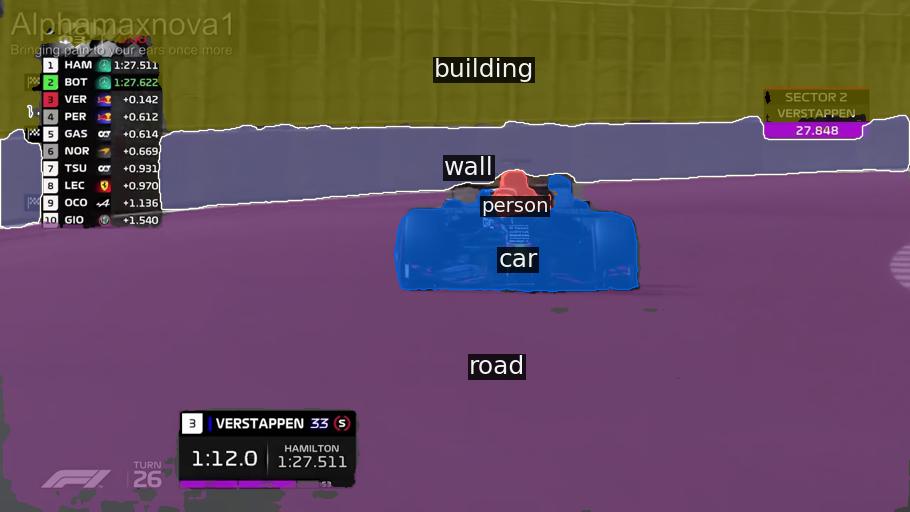 Alphamaxnova1
Bringing pain to your ears once more
1 HAM 1:27.511
2 BOT 1:27.622
3 VER +0.142
4 PER +0.612
5 GAS +0.614
6 NOR +0.669
7 TSU +0.931
8 LEC +0.970
9 OCO +1.136
10 GIO +1.540
building
SECTOR 2
VERSTAPPEN
27.848
wall
person
car
road
3 VERSTAPPEN 33 S
1:12.0 HAMILTON
1:27.511
S3
F1 TURN
26